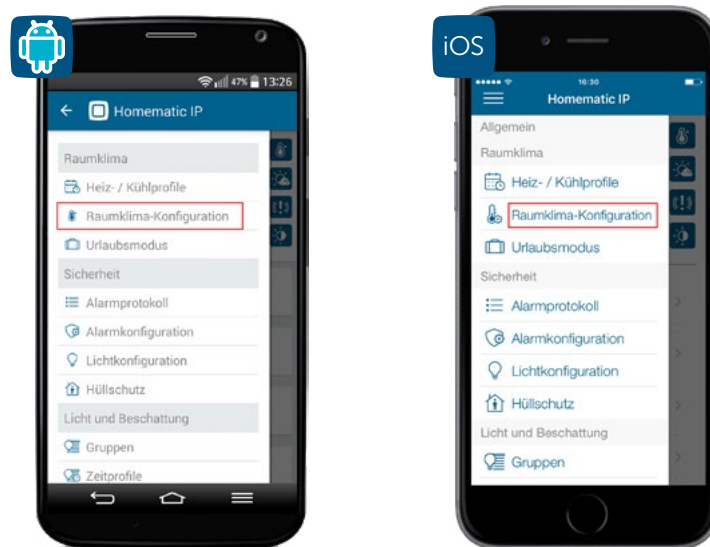 47% 13:26
Homematic IP
Raumklima
Heiz- / Kühlprofile
Raumklima-Konfiguration
Urlaubsmodus
Sicherheit
Alarmprotokoll
Alarmkonfiguration
Lichtkonfiguration
Hüllschutz
Licht und Beschattung
Gruppen
Zeitprofile
iOS
16:30
Homematic IP
Allgemein
Raumklima
Heiz- / Kühlprofile
Raumklima-Konfiguration
Urlaubsmodus
Sicherheit
Alarmprotokoll
Alarmkonfiguration
Lichtkonfiguration
Hüllschutz
Licht und Beschattung
Gruppen